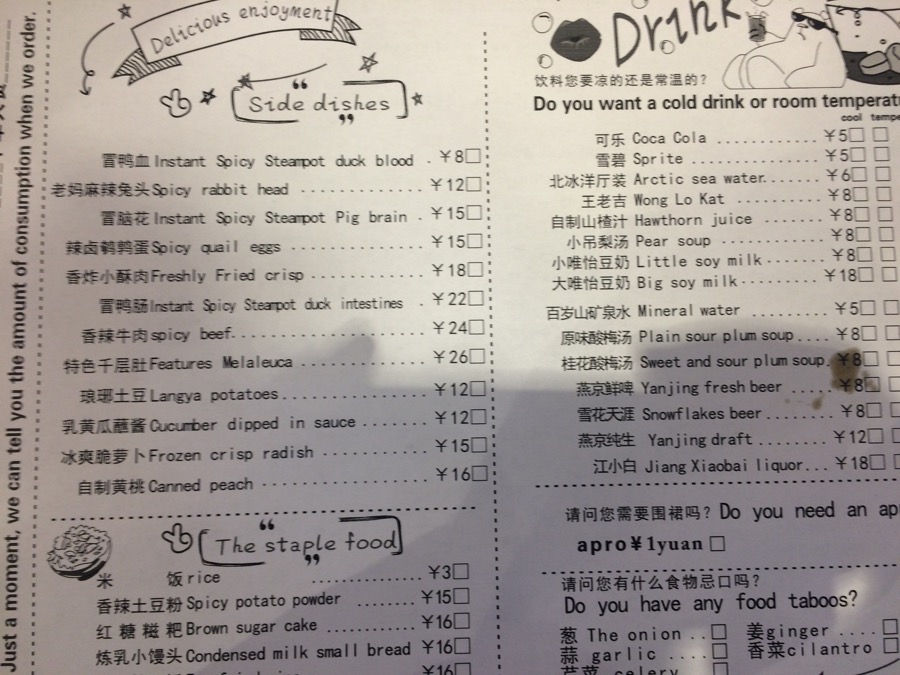 Just a moment, we can tell you the amount of consumption when we order.
Delicious enjoyment
Side dishes
冒鸭血 Instant Spicy Steampot duck blood . ¥8
老妈麻辣兔头 Spicy rabbit head .......... ¥12
冒脑花 Instant Spicy Steampot Pig brain . ¥15
辣卤鹌鹑蛋 Spicy quail eggs .......... ¥15
香炸小酥肉 Freshly Fried crisp .......... ¥18
冒鸭肠 Instant Spicy Steampot duck intestines . ¥22
香辣牛肉 spicy beef .......... ¥24
特色千层肚 Features Melaleuca .......... ¥26
琅琊土豆 Langya potatoes .......... ¥12
乳黄瓜蘸酱 Cucumber dipped in sauce ...... ¥12
冰爽脆萝卜 Frozen crisp radish .......... ¥15
自制黄桃 Canned peach .......... ¥16
The staple food
米 饭 rice .......... ¥3
香辣土豆粉 Spicy potato powder ........ ¥15
红糖糍粑 Brown sugar cake .......... ¥16
炼乳小馒头 Condensed milk small bread ¥16
Drink
饮料您要凉的还是常温的？
Do you want a cold drink or room
cool
可乐 Coca Cola .......... ¥5
雪碧 Sprite .......... ¥5
北冰洋厅装 Arctic sea water ...... ¥6
王老吉 Wong Lo Kat ........ ¥8
自制山楂汁 Hawthorn juice ...... ¥8
小吊梨汤 Pear soup .......... ¥8
小唯怡豆奶 Little soy milk ....... ¥8
大唯怡豆奶 Big soy milk ........ ¥18
百岁山矿泉水 Mineral water ........ ¥5
原味酸梅汤 Plain sour plum soup .... ¥8
桂花酸梅汤 Sweet and sour plum soup. ¥8
燕京鲜啤 Yanjing fresh beer ..... ¥8
雪花天涯 Snowflakes beer ........ ¥8
燕京纯生 Yanjing draft ........ ¥12
江小白 Jiang Xiaobai liquor... ¥18
请问您需要围裙吗？ Do you need an
apro¥1yuan
请问您有什么食物忌口吗？
Do you have any food taboos?
葱 The onion .. 姜 ginger ....
蒜 garlic .... 香菜 cilantro